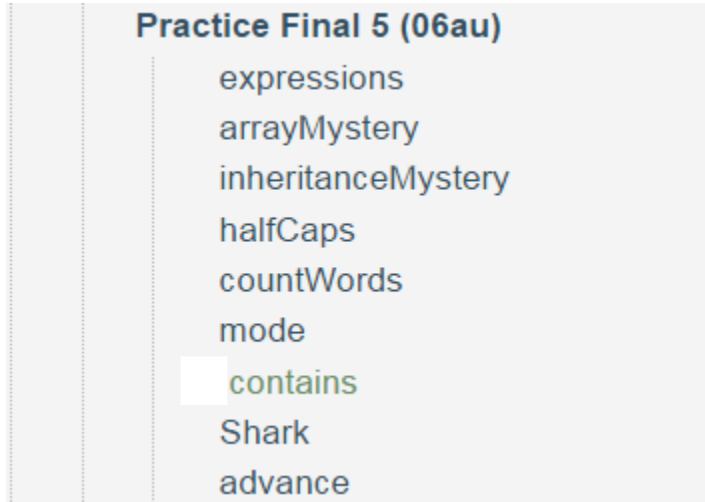 Practice Final 5 (06au)
expressions
arrayMystery
inheritanceMystery
halfCaps
countWords
mode
contains
Shark
advance